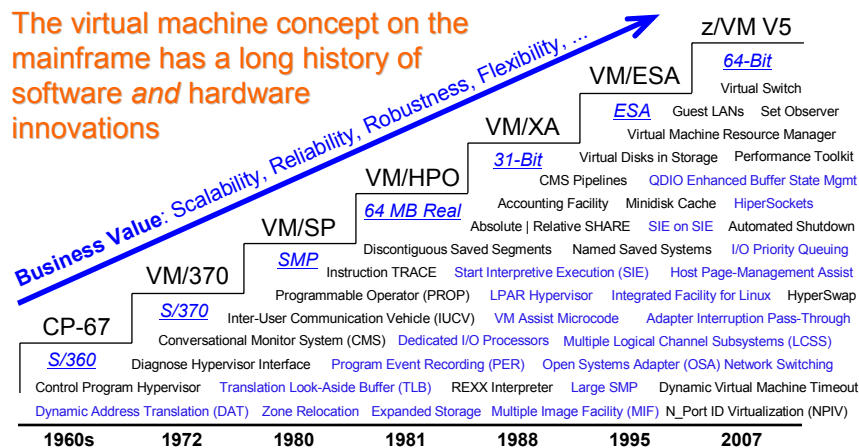 The virtual machine concept on the
mainframe has a long history of
software and hardware
innovations
Business Value: Scalability, Reliability, Robustness, Flexibility, ...
z/VM V5
64-Bit
VM/ESA
Virtual Switch
ESA Guest LANs Set Observer
VM/XA
Virtual Machine Resource Manager
31-Bit Virtual Disks in Storage Performance Toolkit
VM/HPO
CMS Pipelines QDIO Enhanced Buffer State Mgmt
64 MB Real Accounting Facility Minidisk Cache HiperSockets
VM/SP
Absolute | Relative SHARE SIE on SIE Automated Shutdown
SMP Discontiguous Saved Segments Named Saved Systems I/O Priority Queuing
VM/370
Instruction TRACE Start Interpretive Execution (SIE) Host Page-Management Assist
S/370 Programmable Operator (PROP) LPAR Hypervisor Integrated Facility for Linux HyperSwap
CP-67
Inter-User Communication Vehicle (IUCV) VM Assist Microcode Adapter Interruption Pass-Through
Conversational Monitor System (CMS) Dedicated I/O Processors Multiple Logical Channel Subsystems (LCSS)
S/360 Diagnose Hypervisor Interface Program Event Recording (PER) Open Systems Adapter (OSA) Network Switching
Control Program Hypervisor Translation Look-Aside Buffer (TLB) REXX Interpreter Large SMP Dynamic Virtual Machine Timeout
Dynamic Address Translation (DAT) Zone Relocation Expanded Storage Multiple Image Facility (MIF) N_Port ID Virtualization (NPIV)
1960s 1972 1980 1981 1988 1995 2007